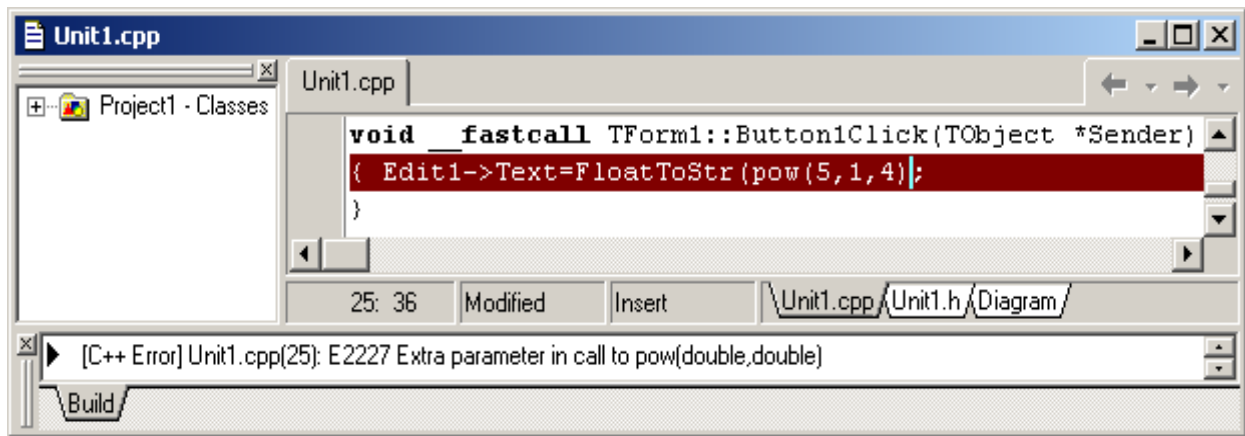 Unit1.cpp
Project1 - Classes
Unit1.cpp
void __fastcall TForm1::Button1Click(TObject *Sender)
{ Edit1->Text=FloatToStr(pow(5,1,4);
}
25: 36 Modified Insert Unit1.cpp Unit1.h Diagram
[C++ Error] Unit1.cpp(25): E2227 Extra parameter in call to pow(double,double)
Build